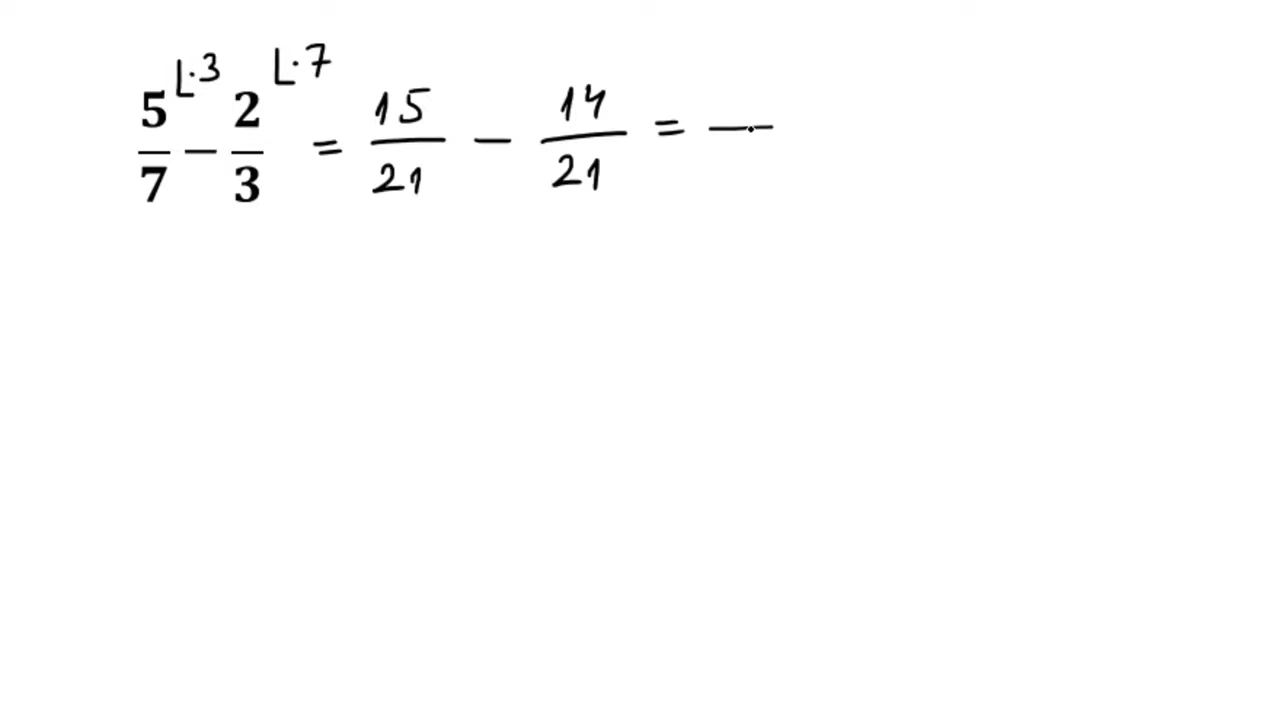 5/7 ⌊·3 − 2/3 ⌊·7 = 15/21 − 14/21 = —